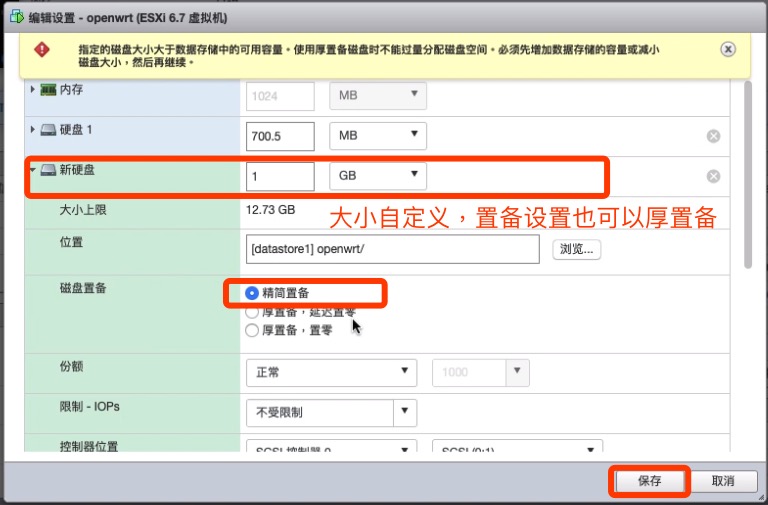 编辑设置 - openwrt (ESXi 6.7 虚拟机)
指定的磁盘大小大于数据存储中的可用容量。使用厚置备磁盘时不能过量分配磁盘空间。必须先增加数据存储的容量或减小
磁盘大小，然后再继续。
内存 1024 MB
硬盘 1 700.5 MB
新硬盘 1 GB
大小上限 12.73 GB
大小自定义，置备设置也可以厚置备
位置 [datastore1] openwrt/ 浏览...
磁盘置备 精简置备
厚置备，延迟置零
厚置备，置零
份额 正常 1000
限制 - IOPs 不受限制
控制器位置 SCSI 控制器 0 SCSI (0:1)
保存 取消